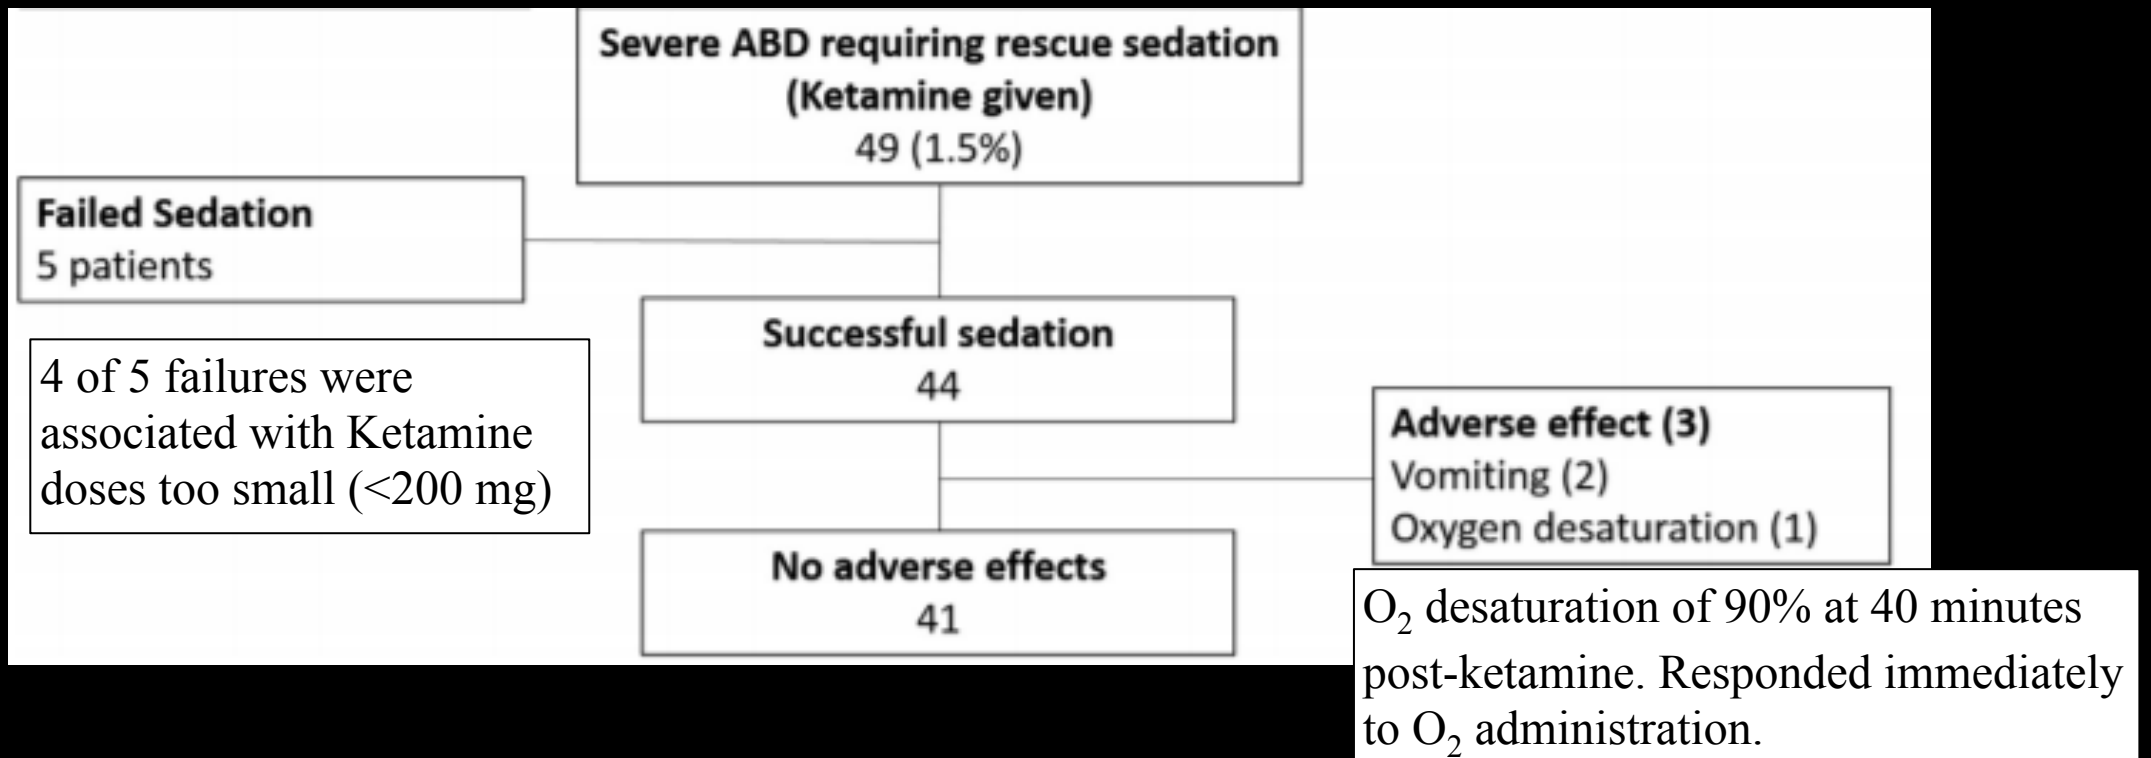 Severe ABD requiring rescue sedation
(Ketamine given)
49 (1.5%)
Failed Sedation
5 patients
4 of 5 failures were
associated with Ketamine
doses too small (<200 mg)
Successful sedation
44
Adverse effect (3)
Vomiting (2)
Oxygen desaturation (1)
No adverse effects
41
O₂ desaturation of 90% at 40 minutes
post-ketamine. Responded immediately
to O₂ administration.